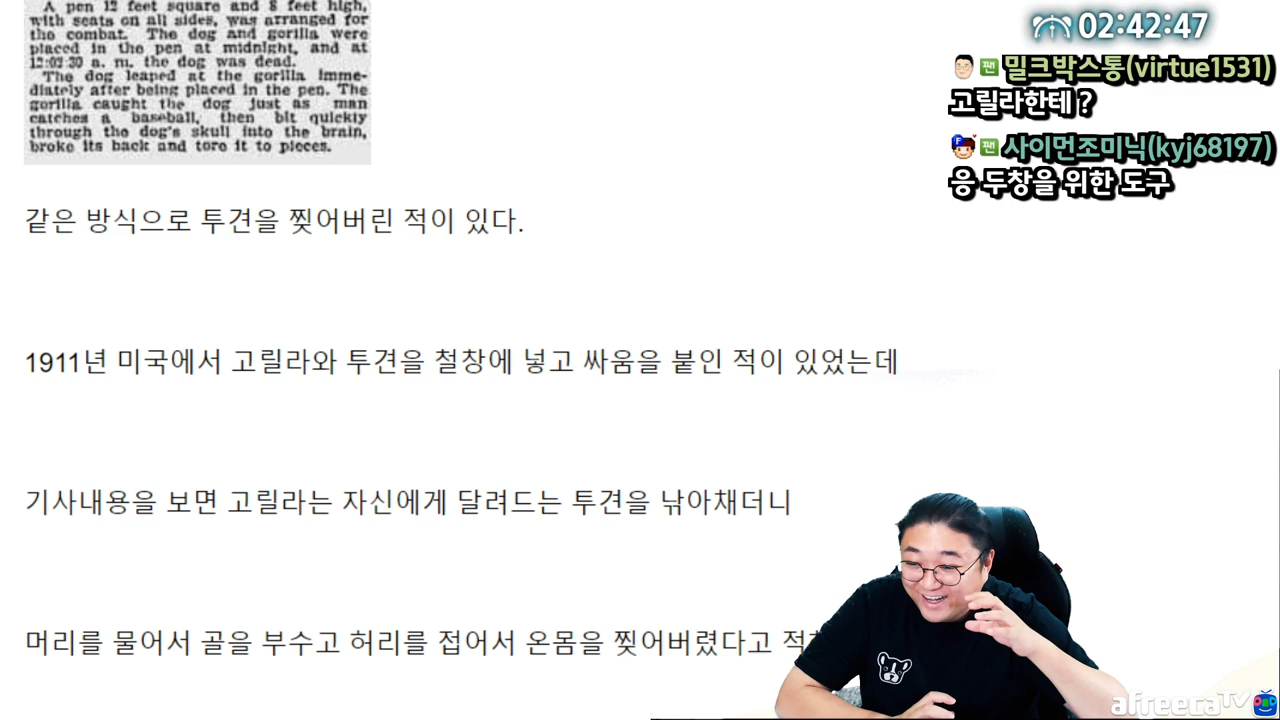 A pen 12 feet square and 8 feet high,
with seats on all sides, was arranged for
the combat. The dog and gorilla were
placed in the pen at midnight, and at
12:02:30 a. m. the dog was dead.
The dog leaped at the gorilla imme-
diately after being placed in the pen. The
gorilla caught the dog just as man
catches a baseball, then bit quickly
through the dog's skull into the brain,
broke its back and tore it to pieces.
같은 방식으로 투견을 찢어버린 적이 있다.
1911년 미국에서 고릴라와 투견을 철창에 넣고 싸움을 붙인 적이 있었는데
기사내용을 보면 고릴라는 자신에게 달려드는 투견을 낚아채더니
머리를 물어서 골을 부수고 허리를 접어서 온몸을 찢어버렸다고
02:42:47
팬 밀크박스통(virtue1531)
고릴라한테 ?
팬 사이먼조미닉(kyj68197)
응 두창을 위한 도구
afreecaTV